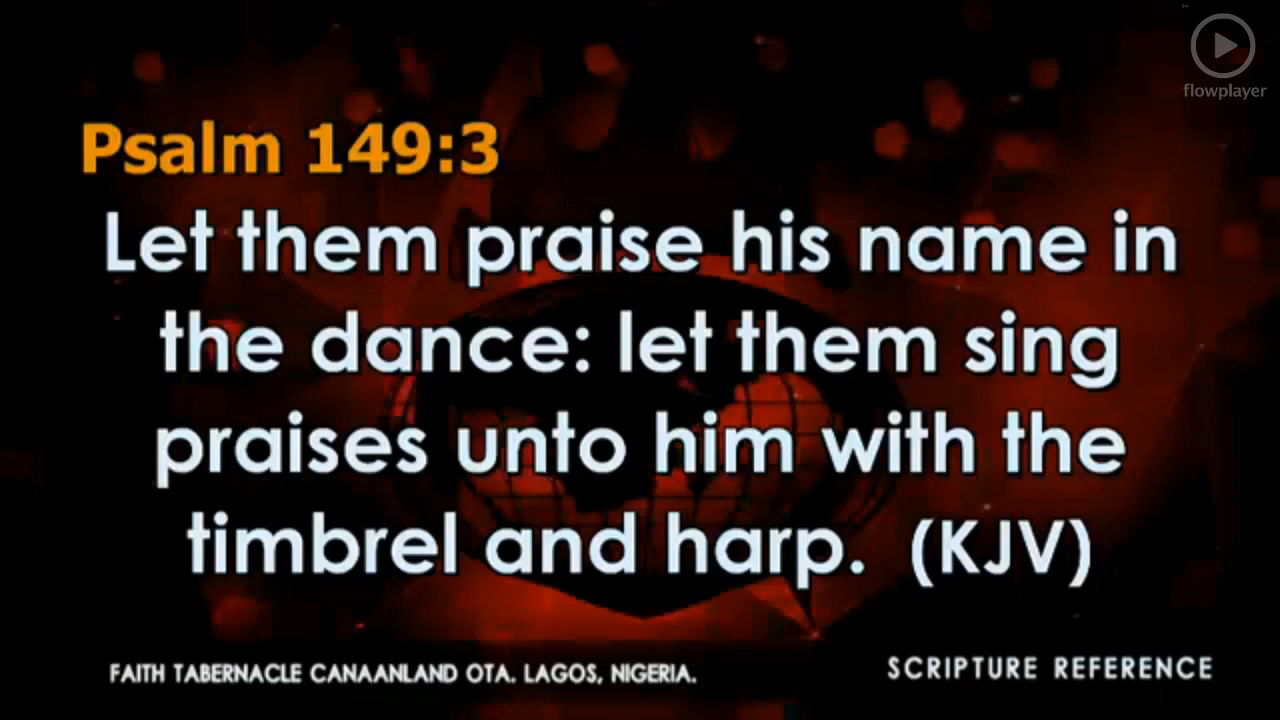 flowplayer
Psalm 149:3
Let them praise his name in
the dance: let them sing
praises unto him with the
timbrel and harp. (KJV)
FAITH TABERNACLE CANAANLAND OTA. LAGOS, NIGERIA.
SCRIPTURE REFERENCE